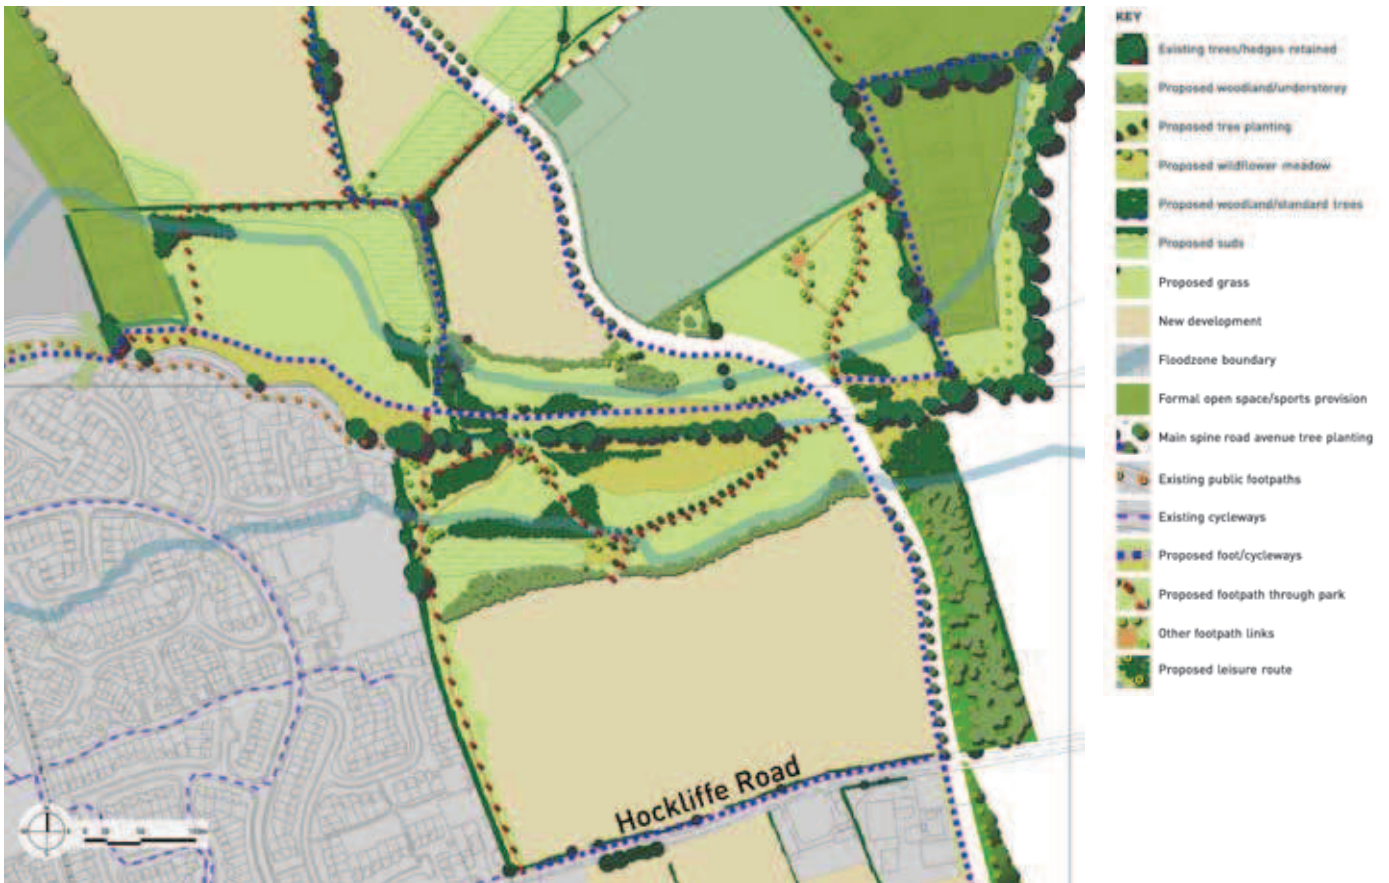 Hockliffe Road
KEY
Existing trees/hedges retained
Proposed woodland/understorey
Proposed tree planting
Proposed wildflower meadow
Proposed woodland/standard trees
Proposed suds
Proposed grass
New development
Floodzone boundary
Formal open space/sports provision
Main spine road avenue tree planting
Existing public footpaths
Existing cycleways
Proposed foot/cycleways
Proposed footpath through park
Other footpath links
Proposed leisure route